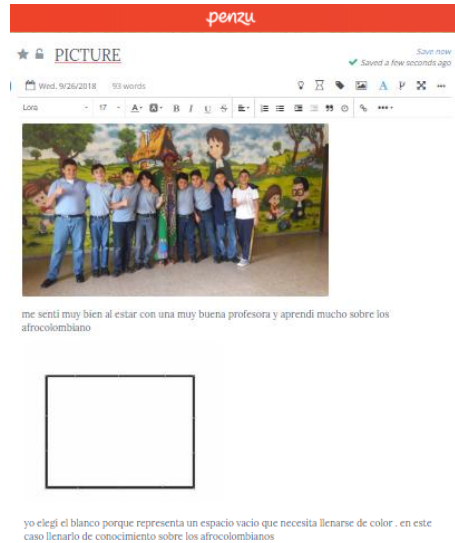 penzu
PICTURE
Save now
Saved a few seconds ago
Wed, 9/26/2018 93 words
Lora 17 A A B I U S
me senti muy bien al estar con una muy buena profesora y aprendi mucho sobre los
afrocolombiano
yo elegi el blanco porque representa un espacio vacio que necesita llenarse de color . en este
caso llenarlo de conocimiento sobre los afrocolombianos